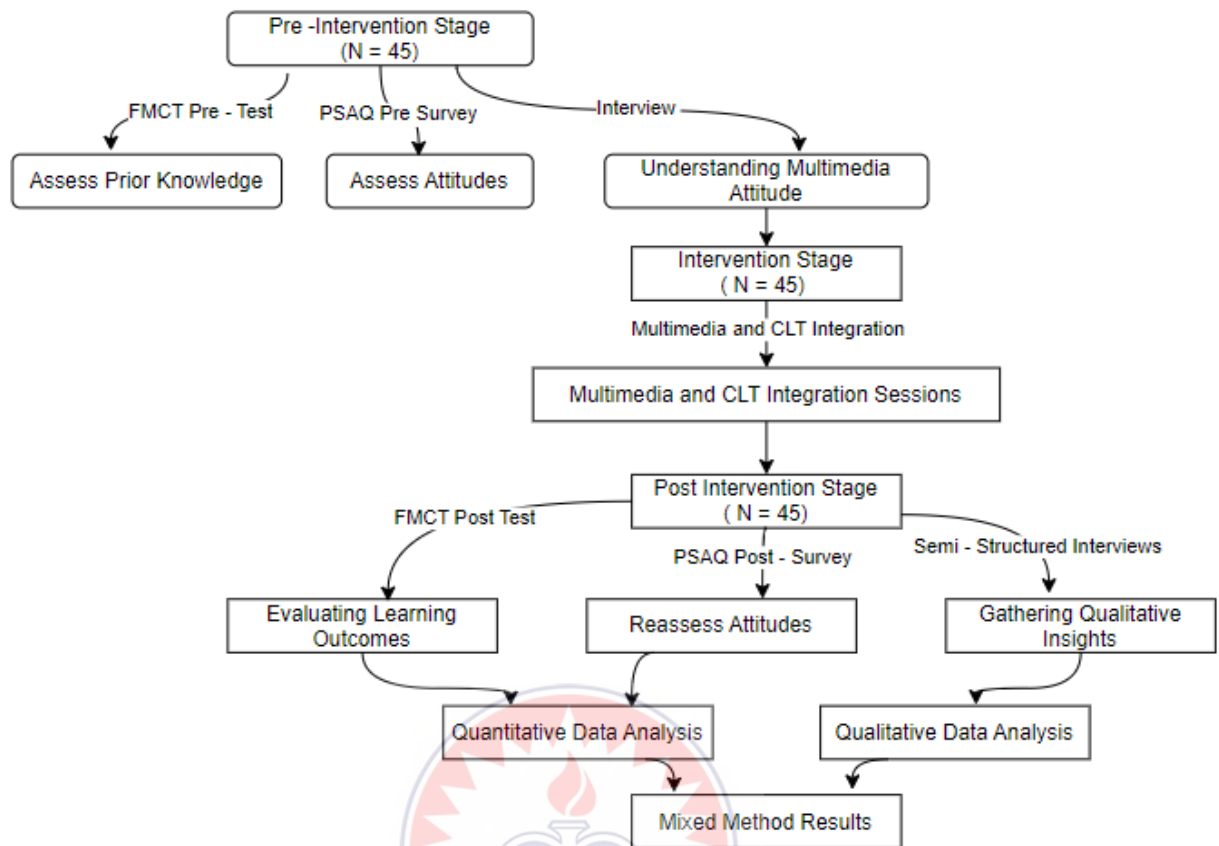 Pre -Intervention Stage
(N = 45)
FMCT Pre - Test
PSAQ Pre Survey
Interview
Assess Prior Knowledge
Assess Attitudes
Understanding Multimedia
Attitude
Intervention Stage
( N = 45)
Multimedia and CLT Integration
Multimedia and CLT Integration Sessions
Post Intervention Stage
( N = 45)
FMCT Post Test
PSAQ Post - Survey
Semi - Structured Interviews
Evaluating Learning
Outcomes
Reassess Attitudes
Gathering Qualitative
Insights
Quantitative Data Analysis
Qualitative Data Analysis
Mixed Method Results